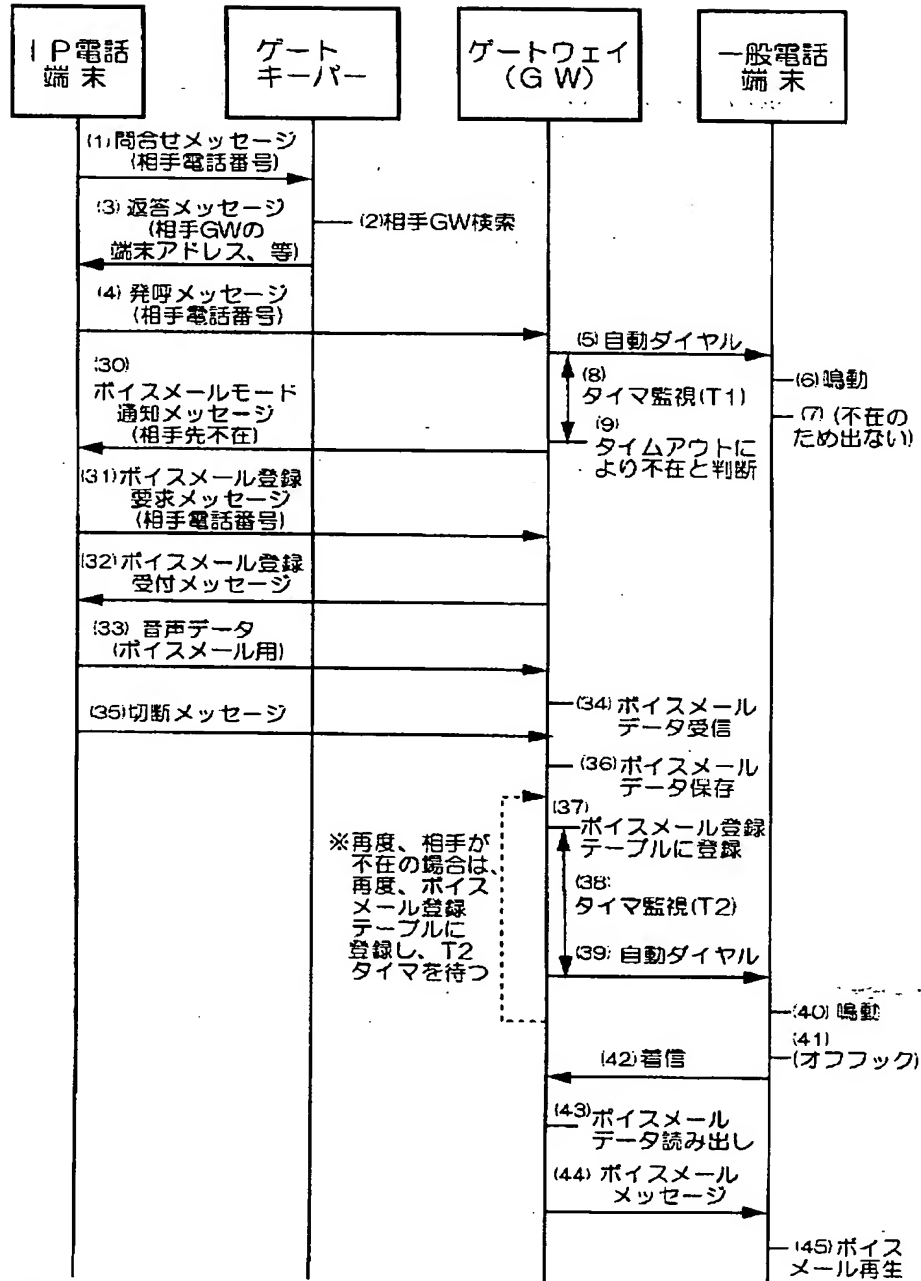 IP電話
端末
ゲート
キーパー
ゲートウェイ
(GW)
一般電話
端末
(1)問合せメッセージ
(相手電話番号)
(3)返答メッセージ
(相手GWの
端末アドレス、等)
(2)相手GW検索
(4)発呼メッセージ
(相手電話番号)
(5)自動ダイヤル
(6)鳴動
(7)(不在の
ため出ない)
(8)
タイマ監視(T1)
(9)
タイムアウトに
より不在と判断
(30)
ボイスメールモード
通知メッセージ
(相手先不在)
(31)ボイスメール登録
要求メッセージ
(相手電話番号)
(32)ボイスメール登録
受付メッセージ
(33)音声データ
(ボイスメール用)
(34)ボイスメール
データ受信
(35)切断メッセージ
(36)ボイスメール
データ保存
(37)
ボイスメール登録
テーブルに登録
※再度、相手が
不在の場合は、
再度、ボイス
メール登録
テーブルに
登録し、T2
タイマを待つ
(38)
タイマ監視(T2)
(39)自動ダイヤル
(40)鳴動
(41)
(オフフック)
(42)着信
(43)ボイスメール
データ読み出し
(44)ボイスメール
メッセージ
(45)ボイス
メール再生